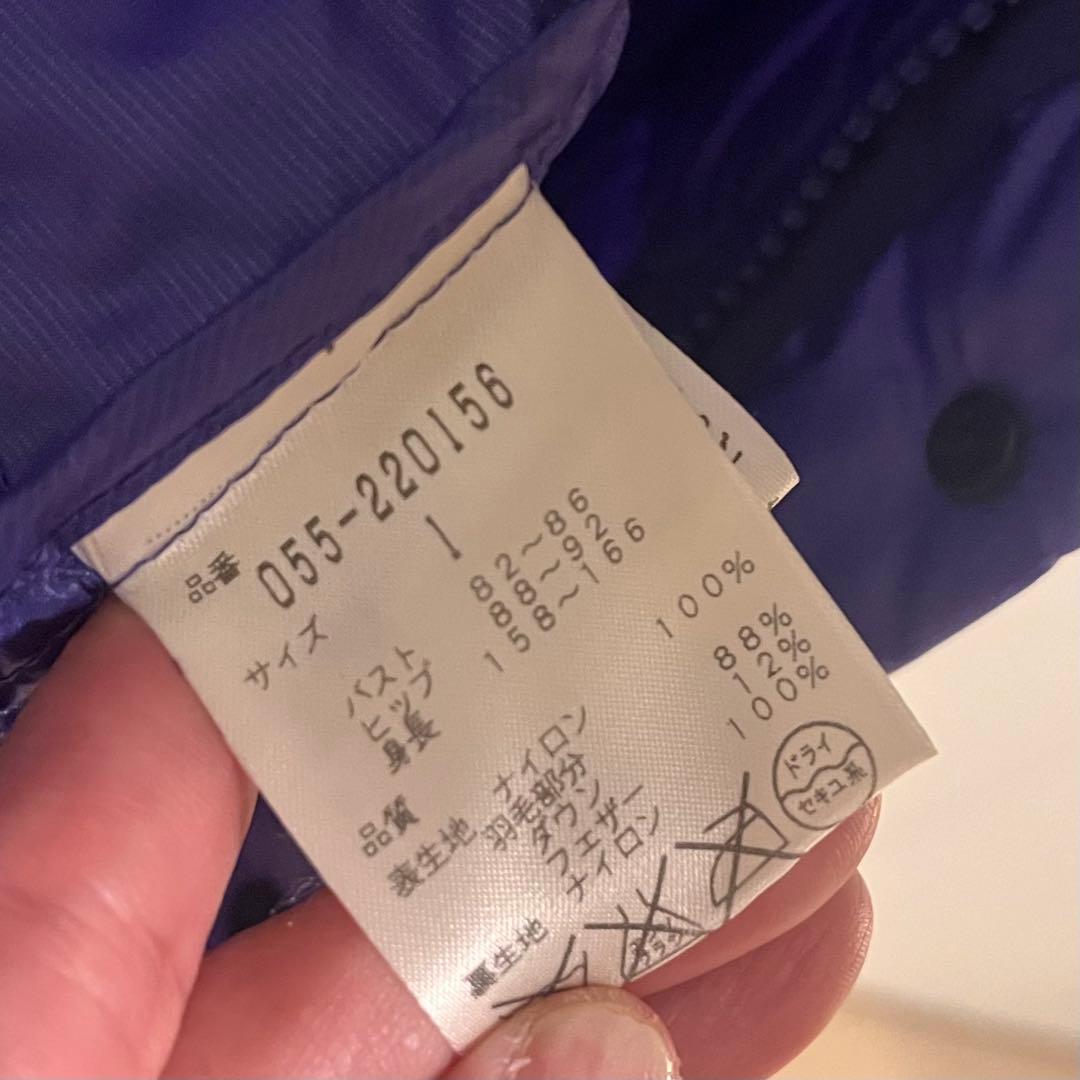 品番 055-220156
サイズ 1
バスト 82~86
ヒップ 88~92
身長 158~166
品質
表生地 ナイロン 100%
羽毛部分
ダウン 88%
フェザー 12%
裏生地 ナイロン 100%
ドライ
セキユ系